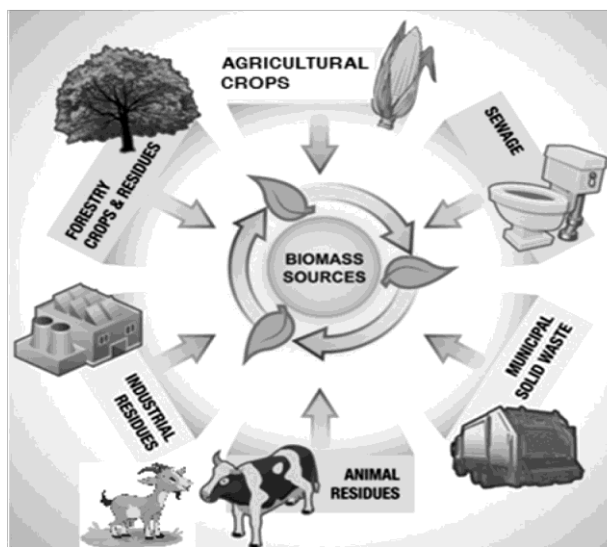 AGRICULTURAL
CROPS
SEWAGE
MUNICIPAL
SOLID WASTE
ANIMAL
RESIDUES
INDUSTRIAL
RESIDUES
FORESTRY
CROPS & RESIDUES
BIOMASS
SOURCES